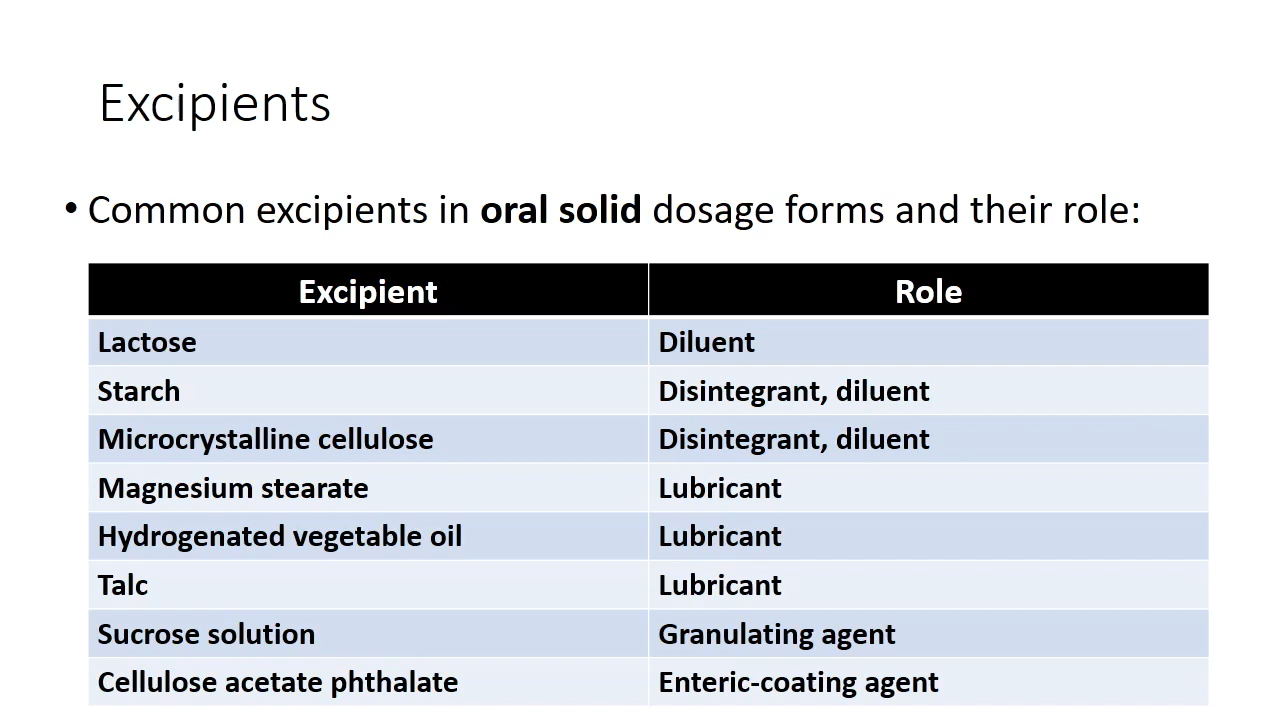 Excipients
• Common excipients in oral solid dosage forms and their role:
Excipient Role
Lactose Diluent
Starch Disintegrant, diluent
Microcrystalline cellulose Disintegrant, diluent
Magnesium stearate Lubricant
Hydrogenated vegetable oil Lubricant
Talc Lubricant
Sucrose solution Granulating agent
Cellulose acetate phthalate Enteric-coating agent